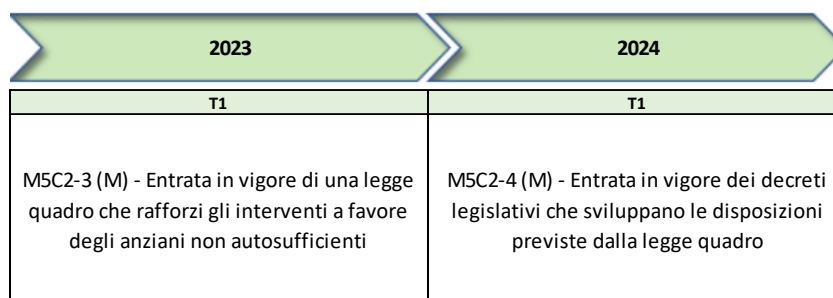 2023
2024
T1
T1
M5C2-3 (M) - Entrata in vigore di una legge
quadro che rafforzi gli interventi a favore
degli anziani non autosufficienti
M5C2-4 (M) - Entrata in vigore dei decreti
legislativi che sviluppano le disposizioni
previste dalla legge quadro